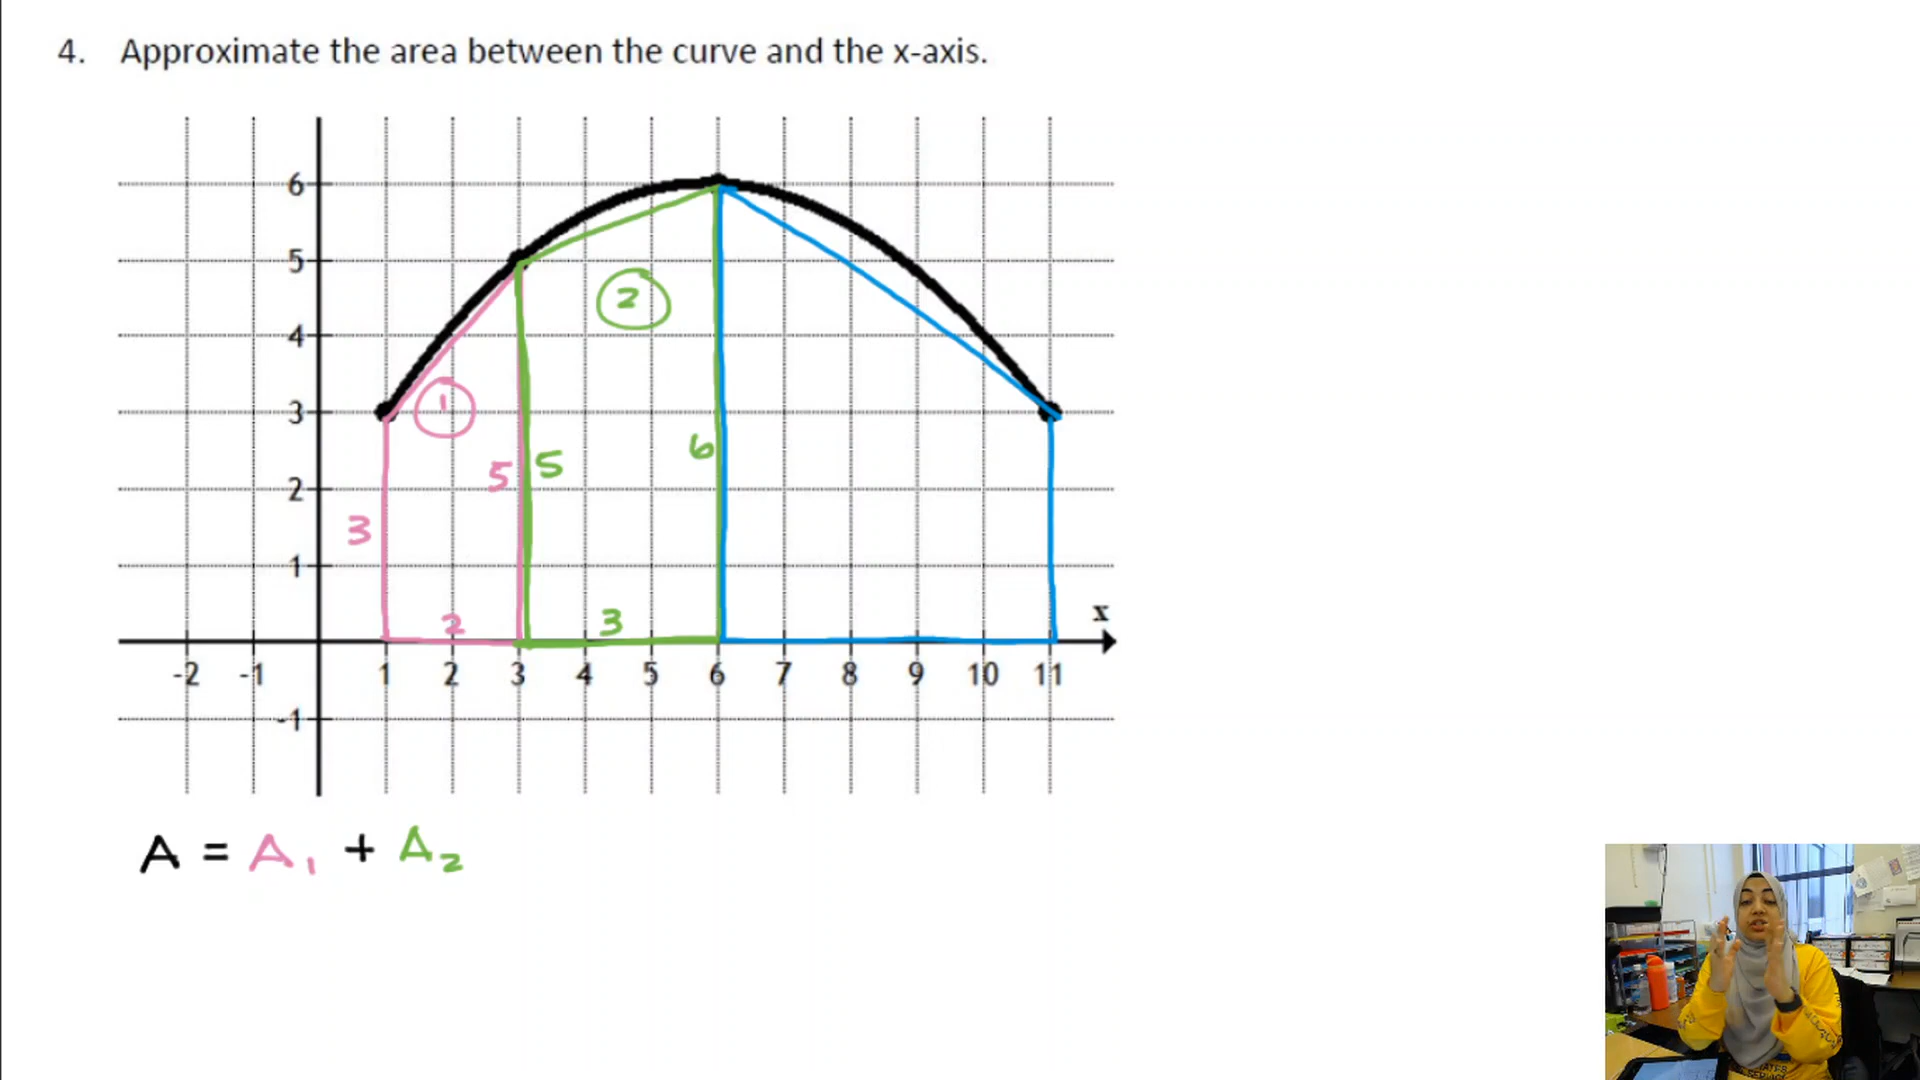 4. Approximate the area between the curve and the x-axis.
6
5
2
4
3
1
5 5 6
2
3
1
x
2 3
-2 -1 1 2 3 4 5 6 7 8 9 10 11
-1
A = A₁ + A₂